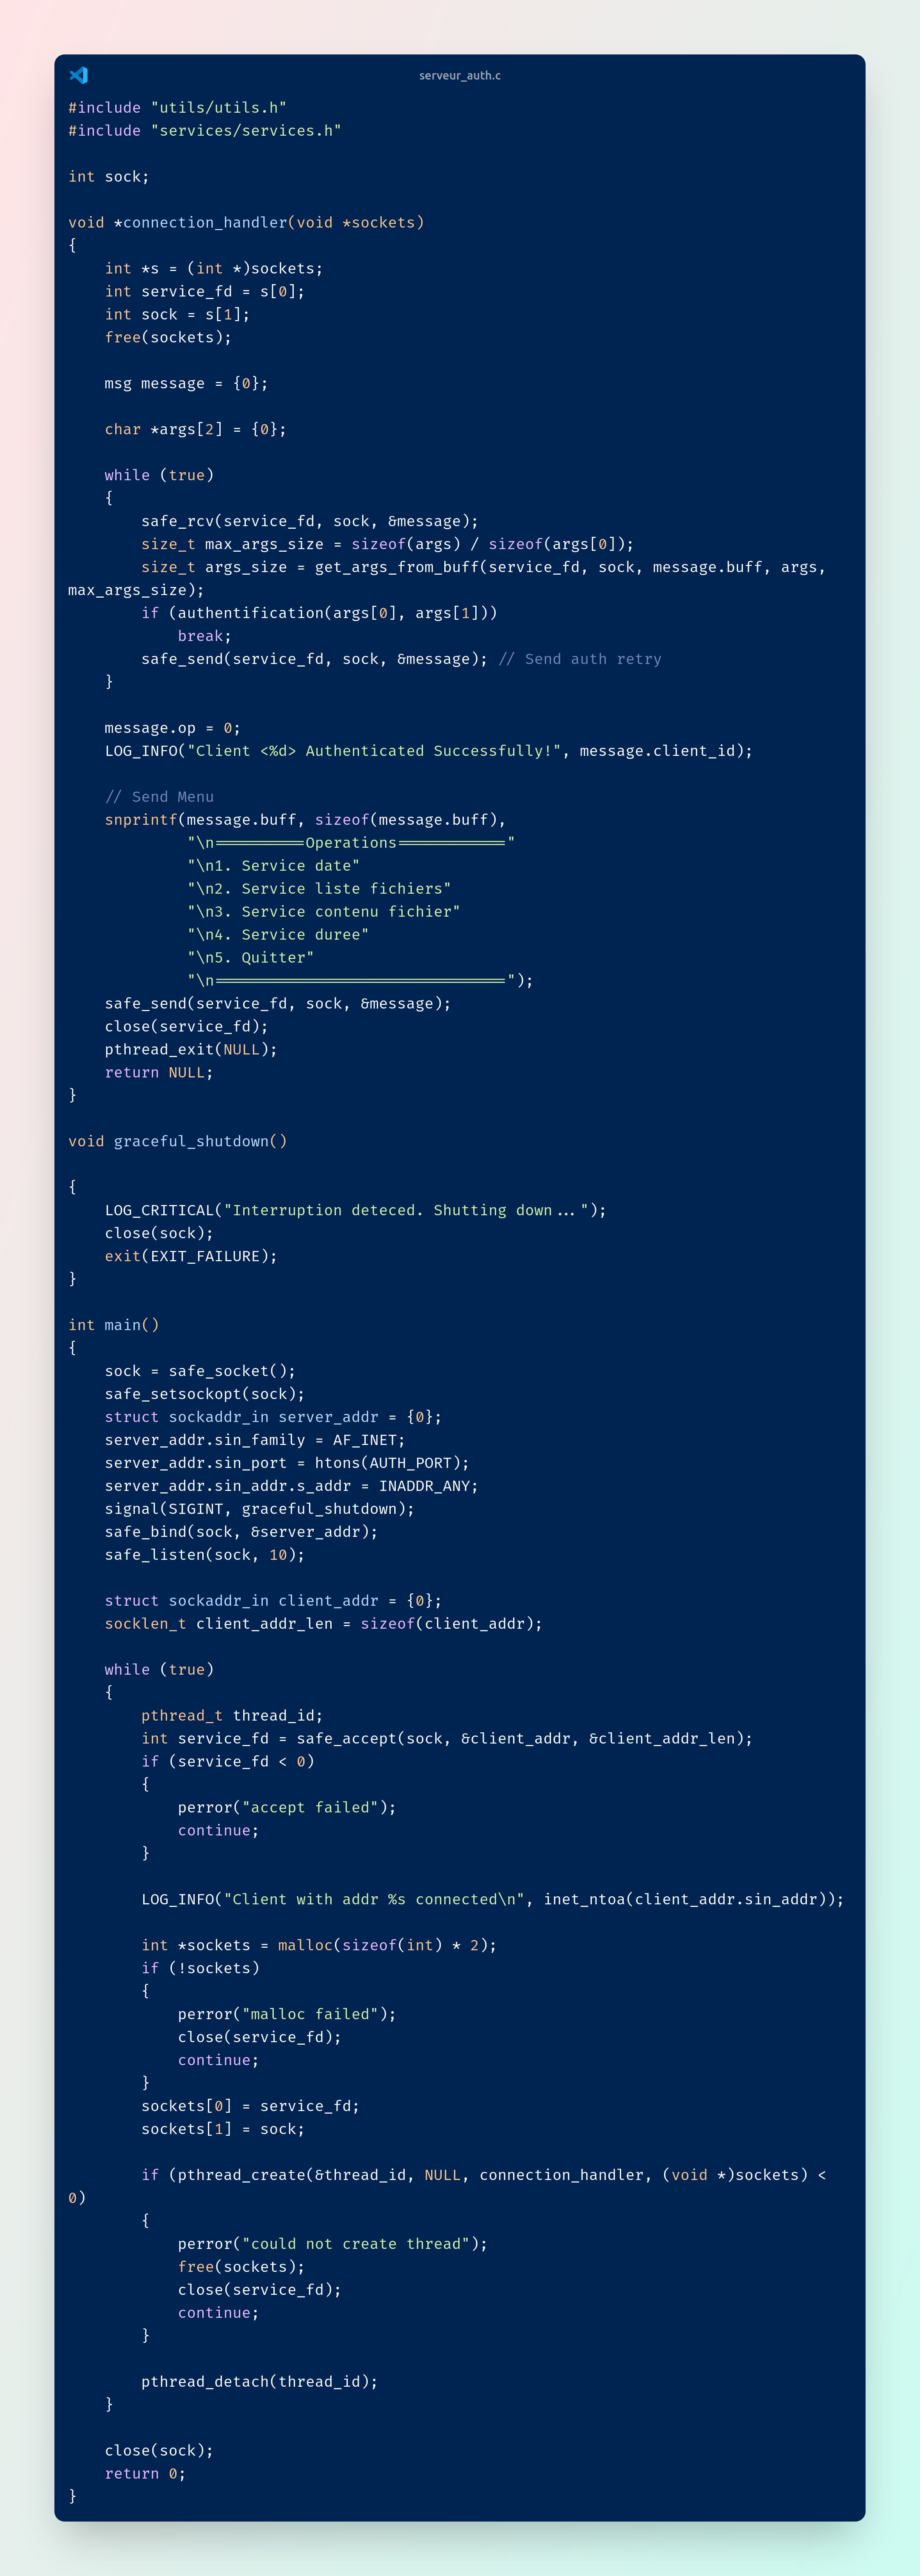 serveur_auth.c
#include "utils/utils.h"
#include "services/services.h"

int sock;

void *connection_handler(void *sockets)
{
    int *s = (int *)sockets;
    int service_fd = s[0];
    int sock = s[1];
    free(sockets);

    msg message = {0};

    char *args[2] = {0};

    while (true)
    {
        safe_rcv(service_fd, sock, &message);
        size_t max_args_size = sizeof(args) / sizeof(args[0]);
        size_t args_size = get_args_from_buff(service_fd, sock, message.buff, args,
max_args_size);
        if (authentification(args[0], args[1]))
            break;
        safe_send(service_fd, sock, &message); // Send auth retry
    }

    message.op = 0;
    LOG_INFO("Client <%d> Authenticated Successfully!", message.client_id);

    // Send Menu
    snprintf(message.buff, sizeof(message.buff),
             "\n==========Operations============"
             "\n1. Service date"
             "\n2. Service liste fichiers"
             "\n3. Service contenu fichier"
             "\n4. Service duree"
             "\n5. Quitter"
             "\n================================");
    safe_send(service_fd, sock, &message);
    close(service_fd);
    pthread_exit(NULL);
    return NULL;
}

void graceful_shutdown()

{
    LOG_CRITICAL("Interruption deteced. Shutting down...");
    close(sock);
    exit(EXIT_FAILURE);
}

int main()
{
    sock = safe_socket();
    safe_setsockopt(sock);
    struct sockaddr_in server_addr = {0};
    server_addr.sin_family = AF_INET;
    server_addr.sin_port = htons(AUTH_PORT);
    server_addr.sin_addr.s_addr = INADDR_ANY;
    signal(SIGINT, graceful_shutdown);
    safe_bind(sock, &server_addr);
    safe_listen(sock, 10);

    struct sockaddr_in client_addr = {0};
    socklen_t client_addr_len = sizeof(client_addr);

    while (true)
    {
        pthread_t thread_id;
        int service_fd = safe_accept(sock, &client_addr, &client_addr_len);
        if (service_fd < 0)
        {
            perror("accept failed");
            continue;
        }

        LOG_INFO("Client with addr %s connected\n", inet_ntoa(client_addr.sin_addr));

        int *sockets = malloc(sizeof(int) * 2);
        if (!sockets)
        {
            perror("malloc failed");
            close(service_fd);
            continue;
        }
        sockets[0] = service_fd;
        sockets[1] = sock;

        if (pthread_create(&thread_id, NULL, connection_handler, (void *)sockets) <
0)
        {
            perror("could not create thread");
            free(sockets);
            close(service_fd);
            continue;
        }

        pthread_detach(thread_id);
    }

    close(sock);
    return 0;
}